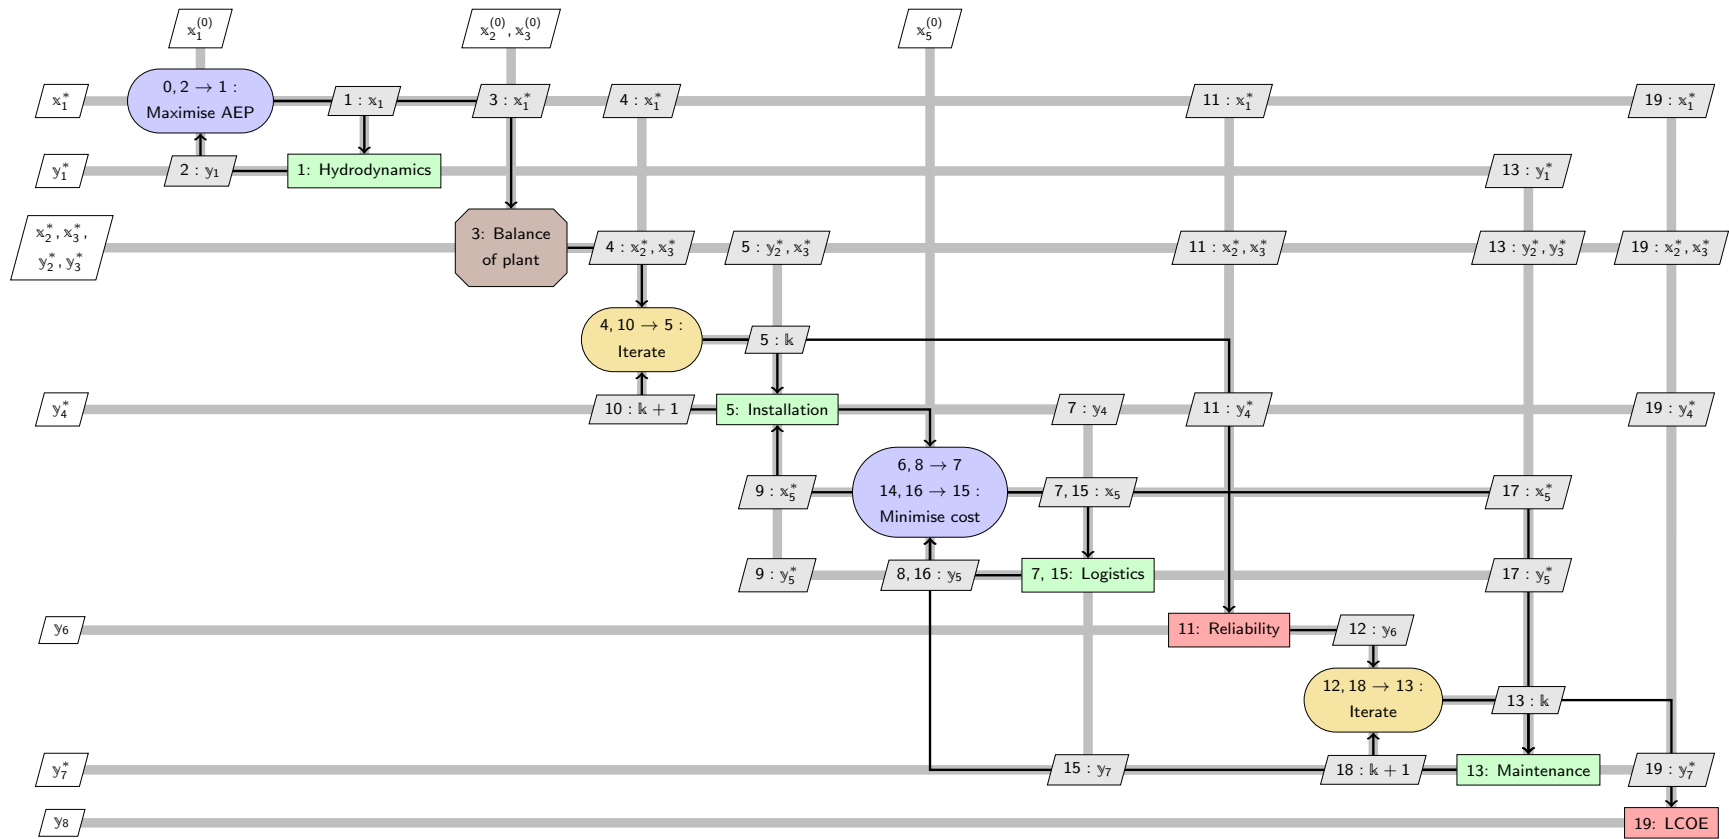 𝕩₁⁽⁰⁾
𝕩₂⁽⁰⁾, 𝕩₃⁽⁰⁾
𝕩₅⁽⁰⁾
𝕩₁*
0, 2 → 1 :
Maximise AEP
1 : 𝕩₁
3 : 𝕩₁*
4 : 𝕩₁*
11 : 𝕩₁*
19 : 𝕩₁*
𝕪₁*
2 : 𝕪₁
1: Hydrodynamics
13 : 𝕪₁*
𝕩₂*, 𝕩₃*,
𝕪₂*, 𝕪₃*
3: Balance
of plant
4 : 𝕩₂*, 𝕩₃*
5 : 𝕪₂*, 𝕩₃*
11 : 𝕩₂*, 𝕩₃*
13 : 𝕪₂*, 𝕪₃*
19 : 𝕩₂*, 𝕩₃*
4, 10 → 5 :
Iterate
5 : 𝕜
𝕪₄*
10 : 𝕜 + 1
5: Installation
7 : 𝕪₄
11 : 𝕪₄*
19 : 𝕪₄*
9 : 𝕩₅*
6, 8 → 7
14, 16 → 15 :
Minimise cost
7, 15 : 𝕩₅
17 : 𝕩₅*
9 : 𝕪₅*
8, 16 : 𝕪₅
7, 15: Logistics
17 : 𝕪₅*
𝕪₆
11: Reliability
12 : 𝕪₆
12, 18 → 13 :
Iterate
13 : 𝕜
𝕪₇*
15 : 𝕪₇
18 : 𝕜 + 1
13: Maintenance
19 : 𝕪₇*
𝕪₈
19: LCOE